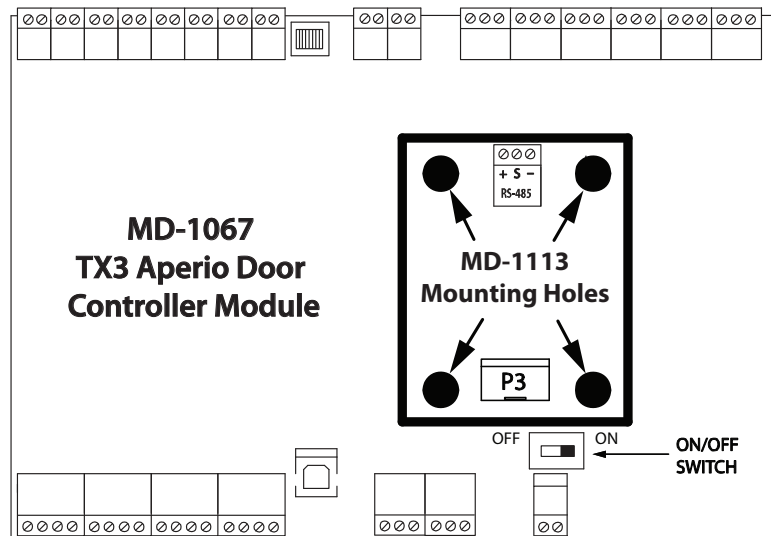 + S −
RS-485
MD-1067
TX3 Aperio Door
Controller Module
MD-1113
Mounting Holes
P3
OFF
ON
ON/OFF
SWITCH